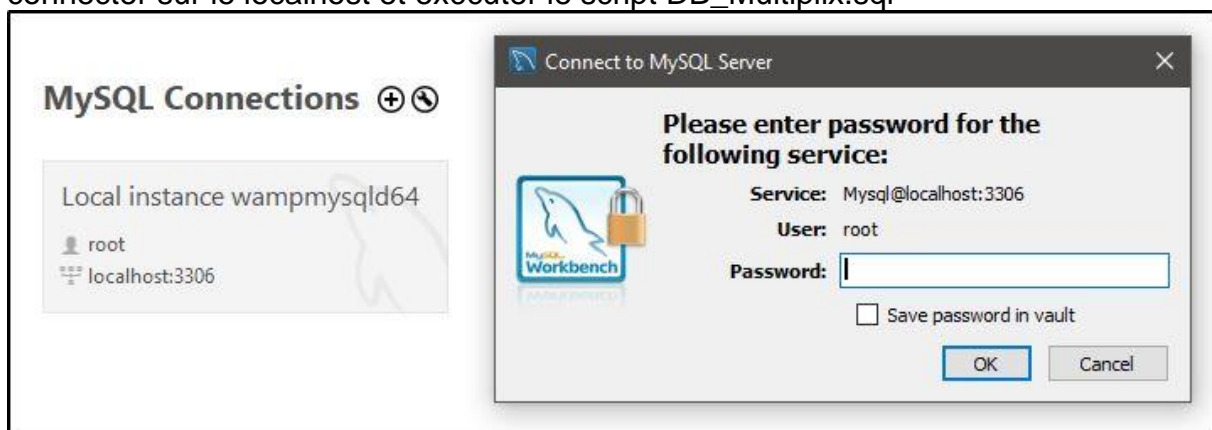 connecter sur le localhost et exécuter le script DB_Multiplix.sql
MySQL Connections
Local instance wampmysqld64
root
localhost:3306
Connect to MySQL Server
Please enter password for the
following service:
Service: Mysql@localhost:3306
User: root
Password:
Save password in vault
OK Cancel
MySQL
Workbench